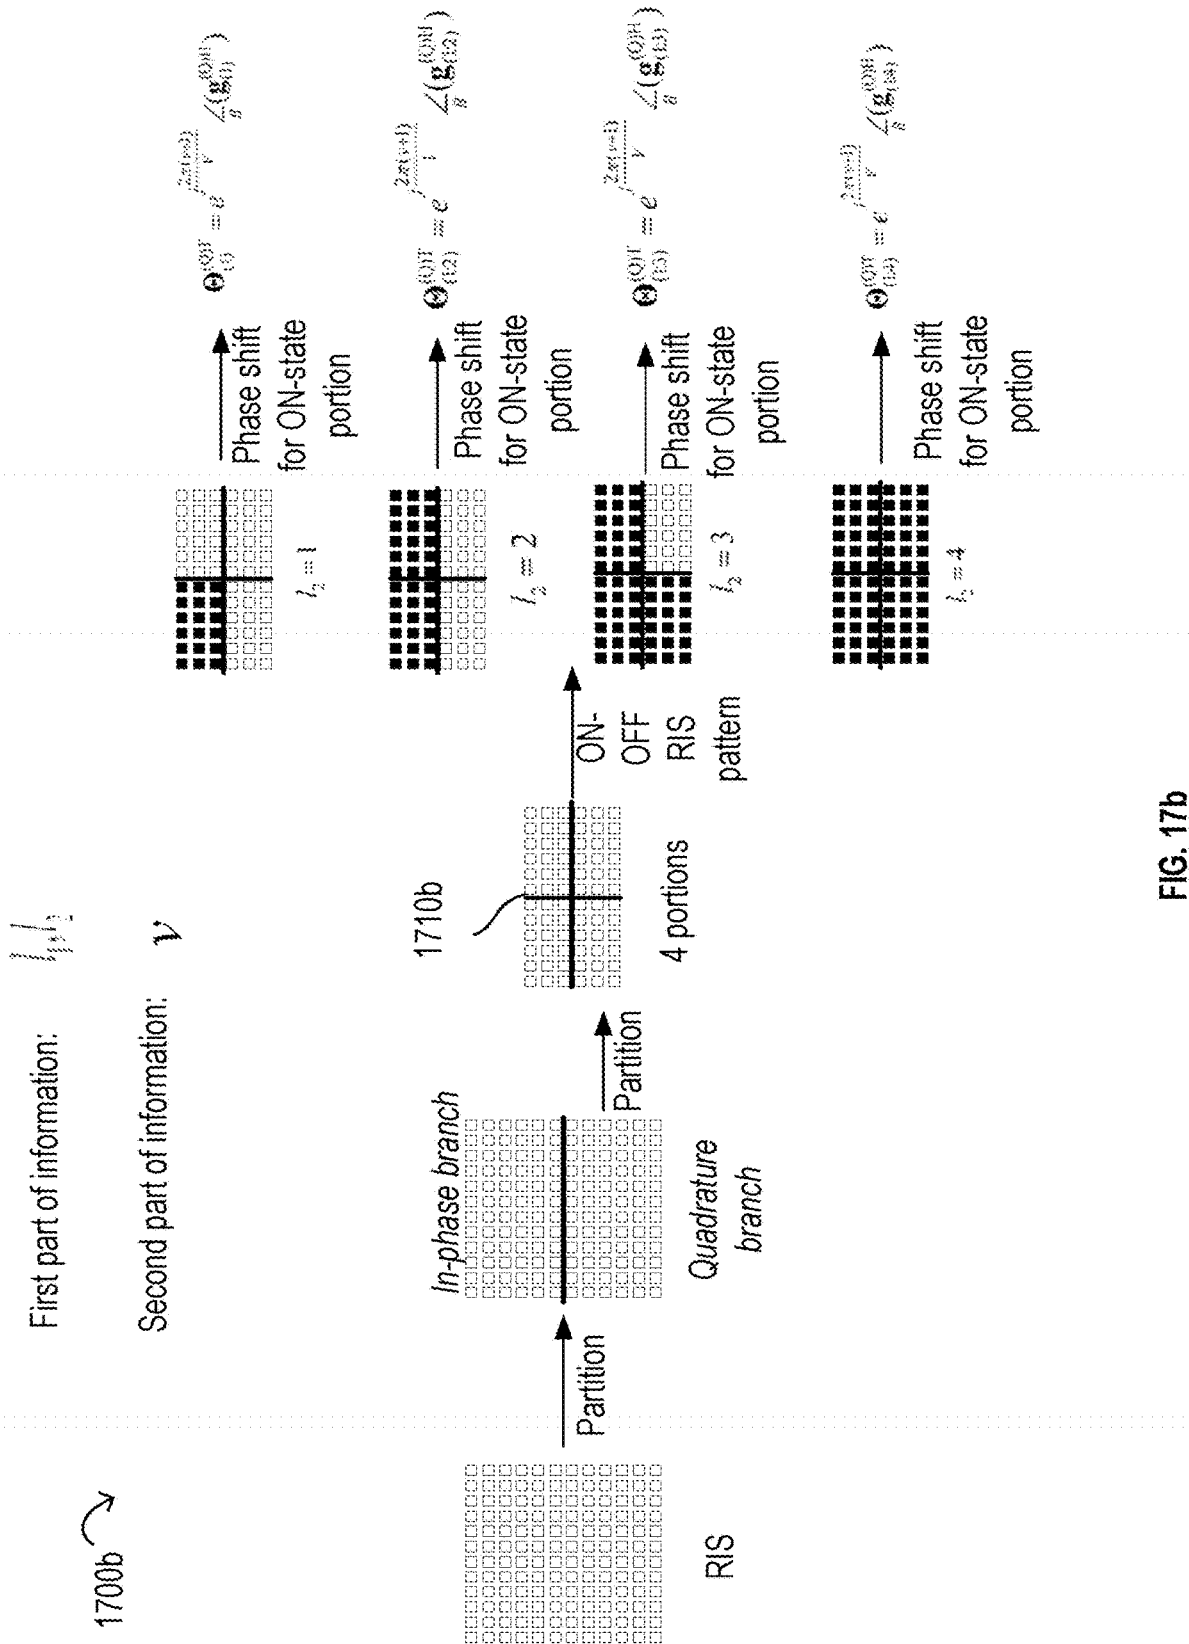 1700b
First part of information: l₁, l₂
Second part of information: v
RIS
Partition
In-phase branch
Quadrature
branch
Partition
1710b
4 portions
ON-
OFF
RIS
pattern
l₂ = 1
Phase shift
for ON-state
portion
l₂ = 2
Phase shift
for ON-state
portion
l₂ = 3
Phase shift
for ON-state
portion
l₂ = 4
Phase shift
for ON-state
portion
FIG. 17b